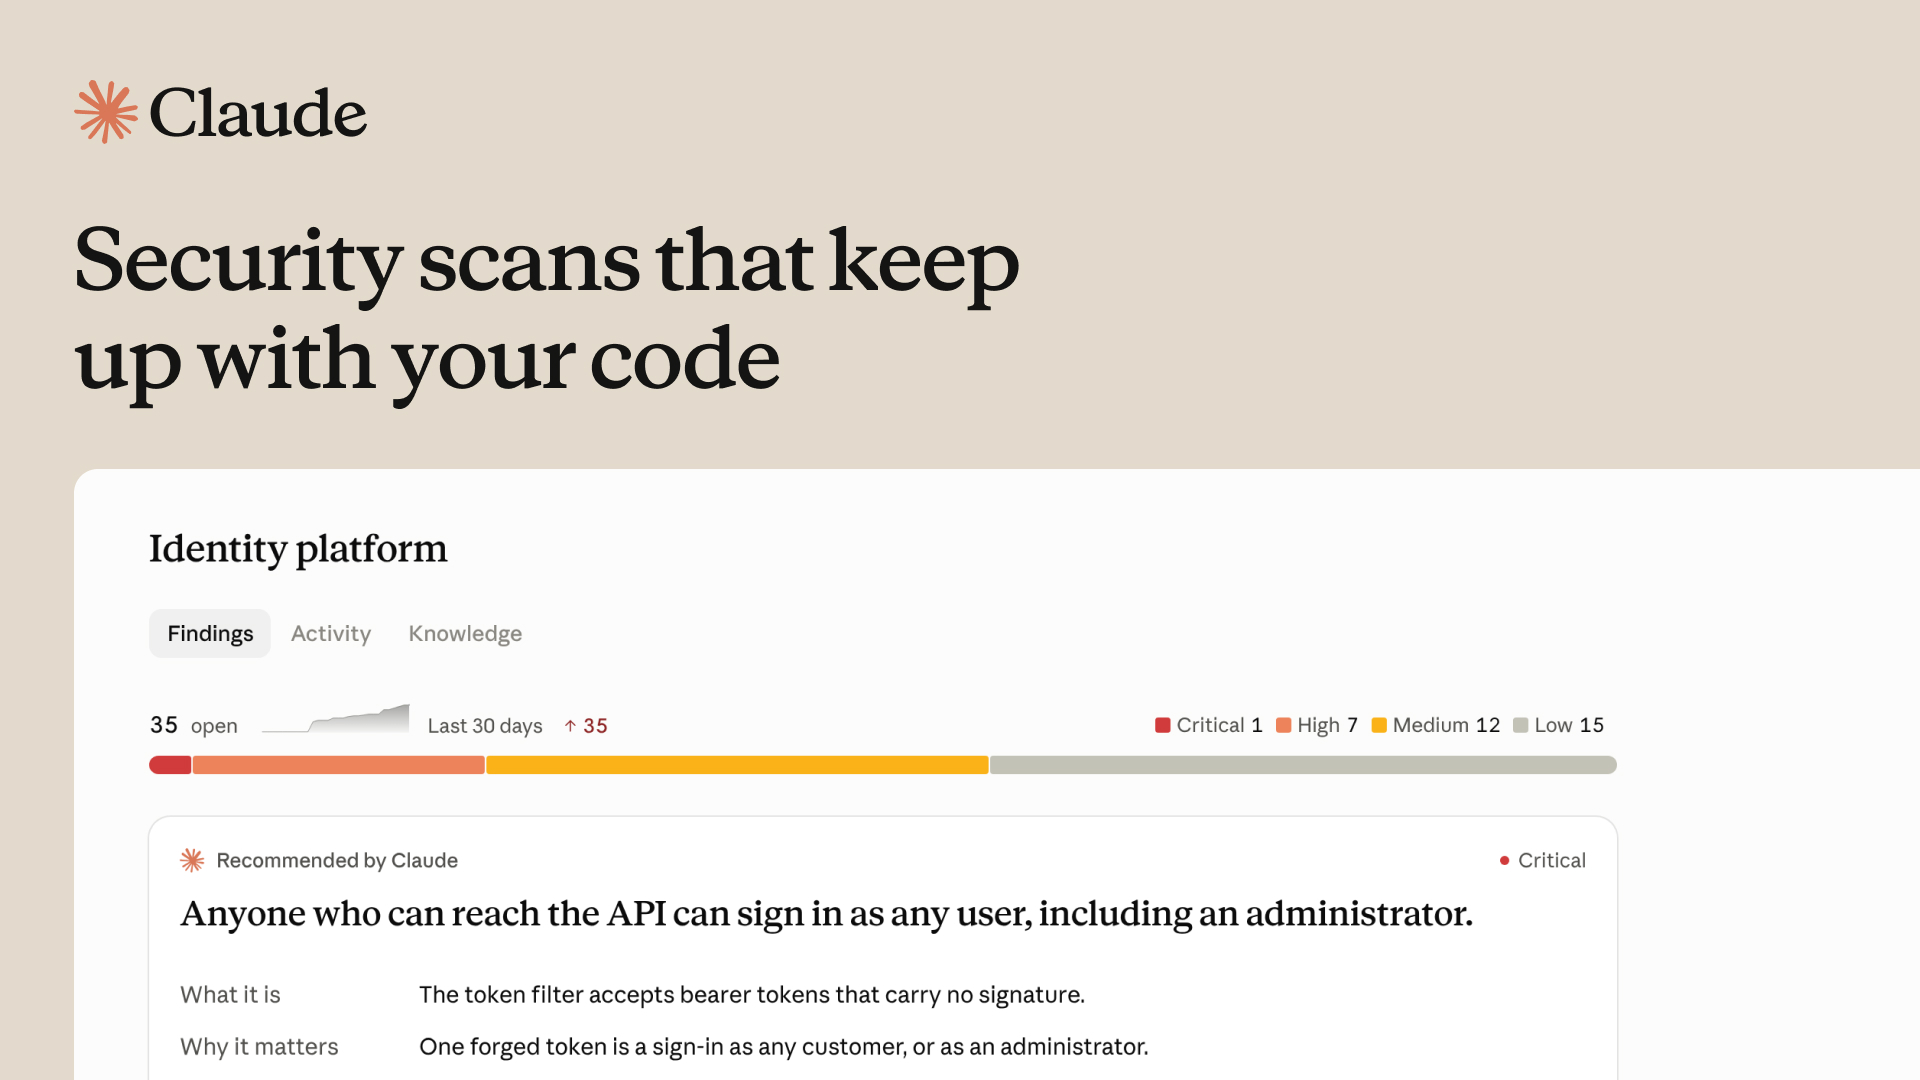 Claude
Security scans that keep
up with your code
Identity platform
Findings Activity Knowledge
35 open Last 30 days ↑ 35 Critical 1 High 7 Medium 12 Low 15
Recommended by Claude Critical
Anyone who can reach the API can sign in as any user, including an administrator.
What it is The token filter accepts bearer tokens that carry no signature.
Why it matters One forged token is a sign-in as any customer, or as an administrator.